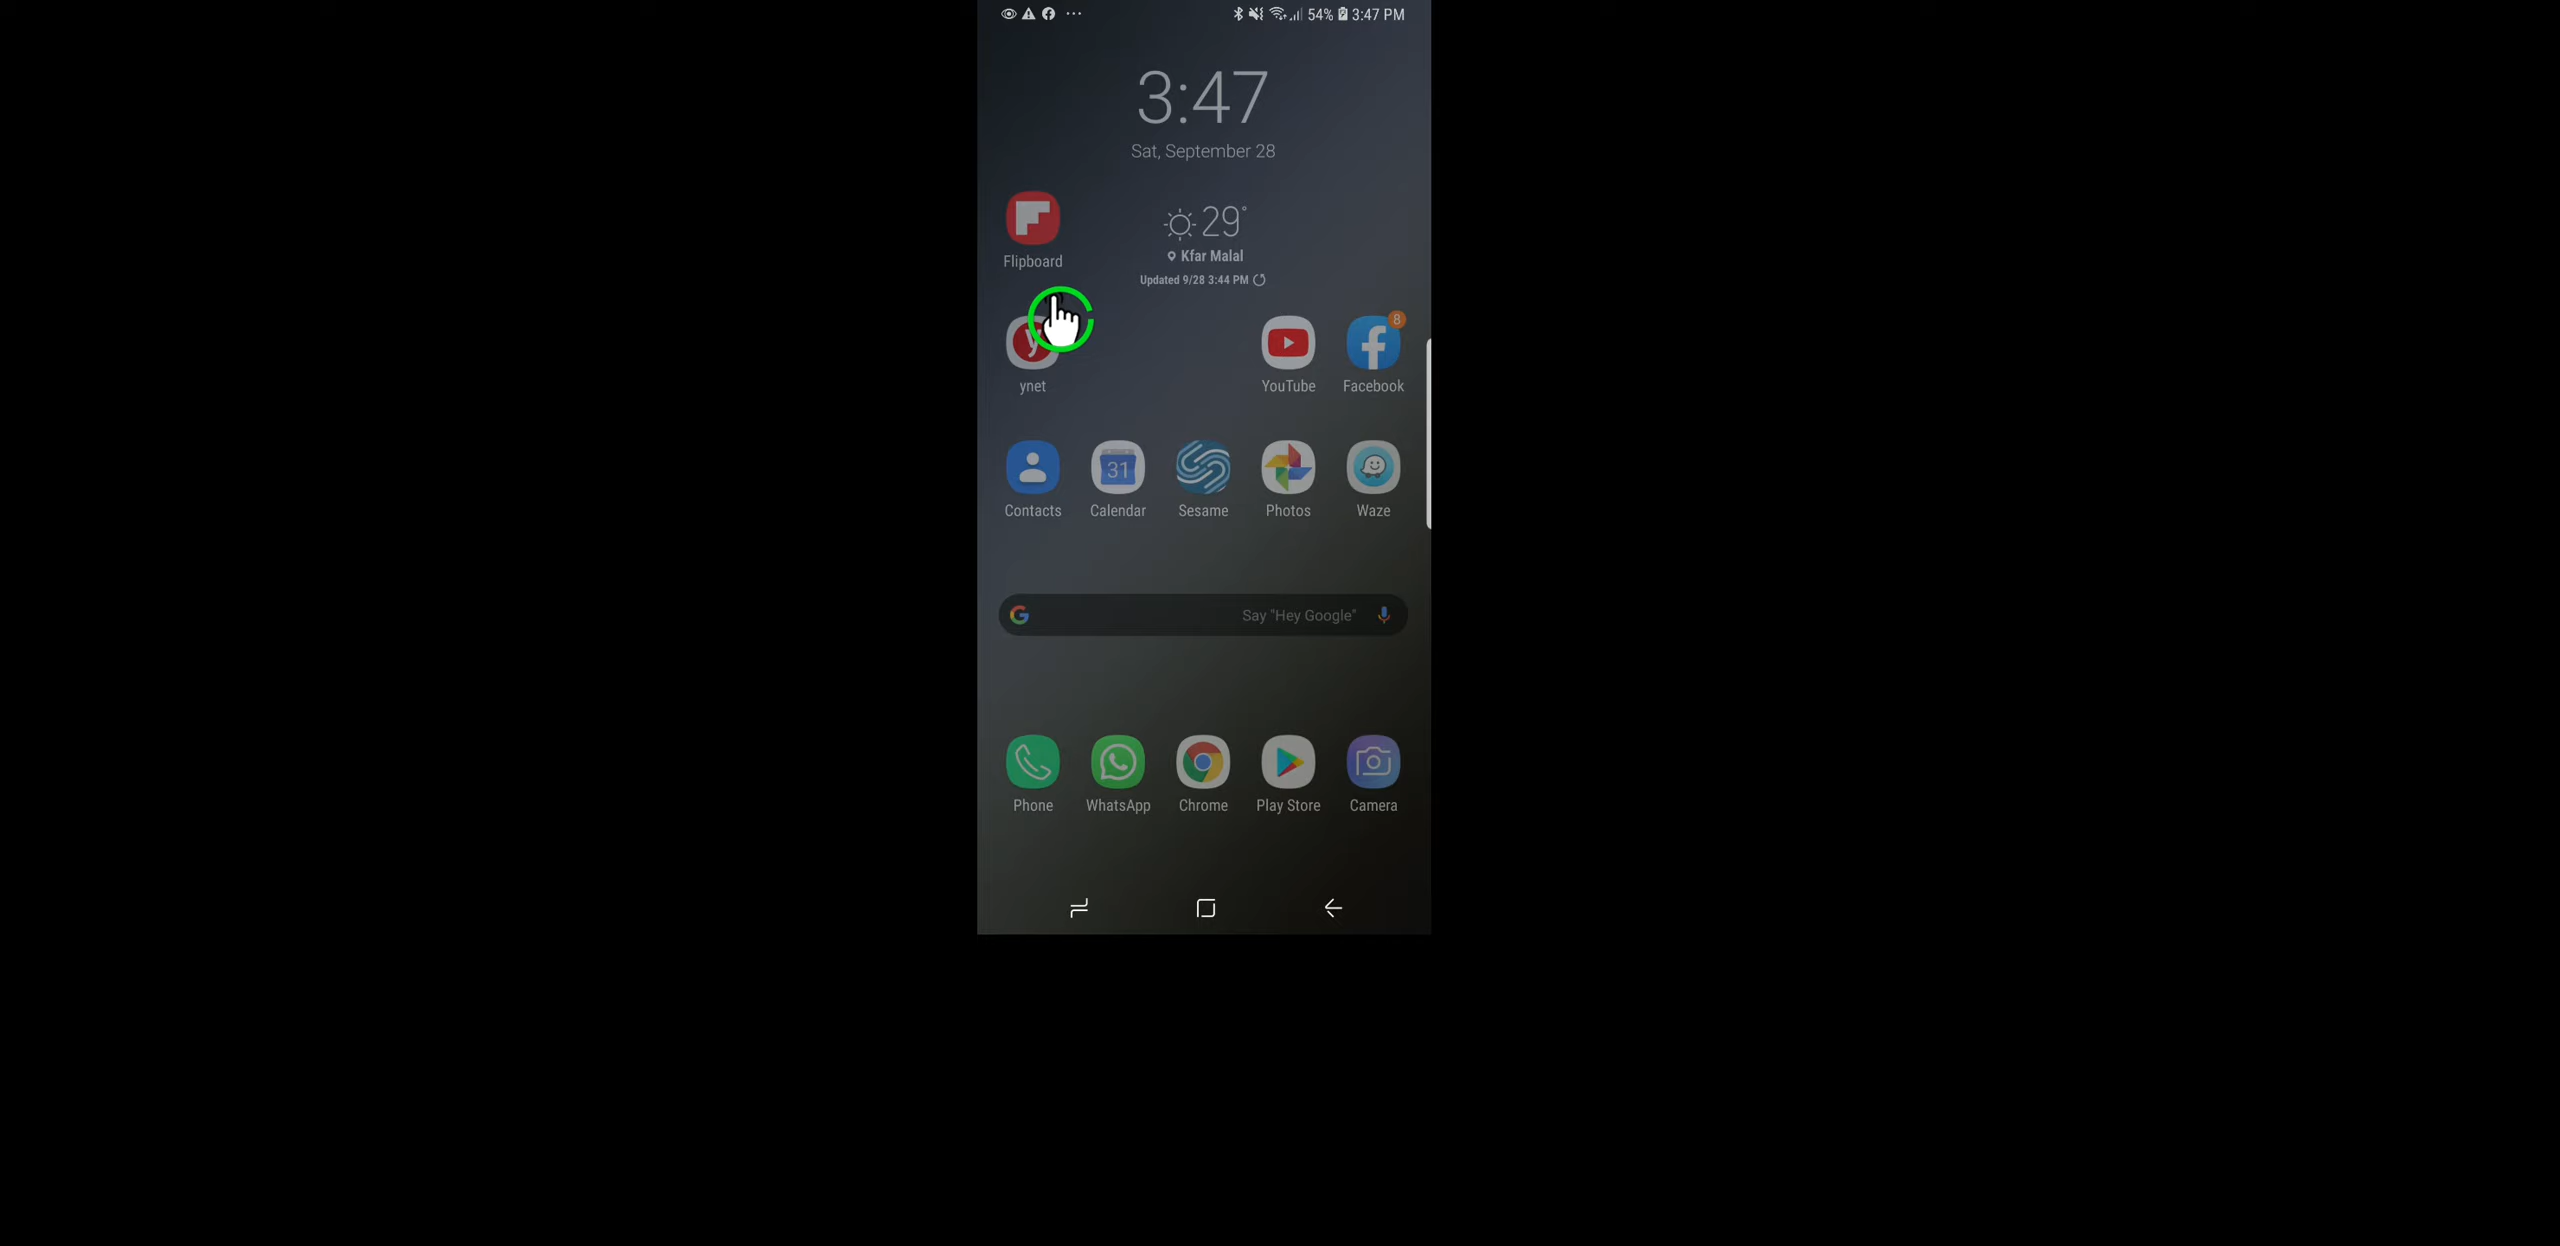 54% 3:47 PM
3:47
Sat, September 28
29°
Kfar Malal
Updated 9/28 3:44 PM
Flipboard
8
y
ynet
YouTube
Facebook
31
Contacts
Calendar
Sesame
Photos
Waze
G
Say "Hey Google"
Phone
WhatsApp
Chrome
Play Store
Camera